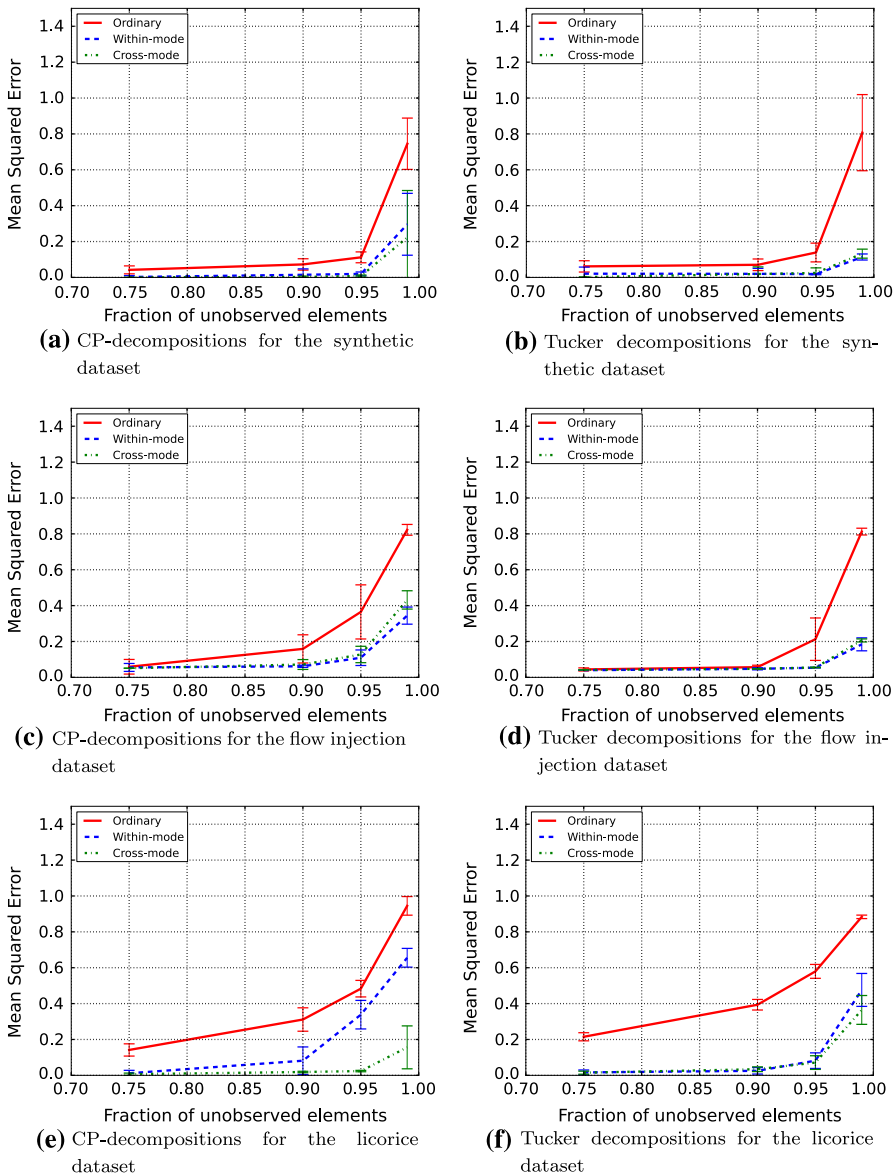 1.4
1.2
1.0
0.8
0.6
0.4
0.2
0.0
Mean Squared Error
Ordinary
Within-mode
Cross-mode
0.70 0.75 0.80 0.85 0.90 0.95 1.00
Fraction of unobserved elements
(a) CP-decompositions for the synthetic
dataset
1.4
1.2
1.0
0.8
0.6
0.4
0.2
0.0
Mean Squared Error
Ordinary
Within-mode
Cross-mode
0.70 0.75 0.80 0.85 0.90 0.95 1.00
Fraction of unobserved elements
(b) Tucker decompositions for the syn-
thetic dataset
1.4
1.2
1.0
0.8
0.6
0.4
0.2
0.0
Mean Squared Error
Ordinary
Within-mode
Cross-mode
0.70 0.75 0.80 0.85 0.90 0.95 1.00
Fraction of unobserved elements
(c) CP-decompositions for the flow injection
dataset
1.4
1.2
1.0
0.8
0.6
0.4
0.2
0.0
Mean Squared Error
Ordinary
Within-mode
Cross-mode
0.70 0.75 0.80 0.85 0.90 0.95 1.00
Fraction of unobserved elements
(d) Tucker decompositions for the flow in-
jection dataset
1.4
1.2
1.0
0.8
0.6
0.4
0.2
0.0
Mean Squared Error
Ordinary
Within-mode
Cross-mode
0.70 0.75 0.80 0.85 0.90 0.95 1.00
Fraction of unobserved elements
(e) CP-decompositions for the licorice
dataset
1.4
1.2
1.0
0.8
0.6
0.4
0.2
0.0
Mean Squared Error
Ordinary
Within-mode
Cross-mode
0.70 0.75 0.80 0.85 0.90 0.95 1.00
Fraction of unobserved elements
(f) Tucker decompositions for the licorice
dataset